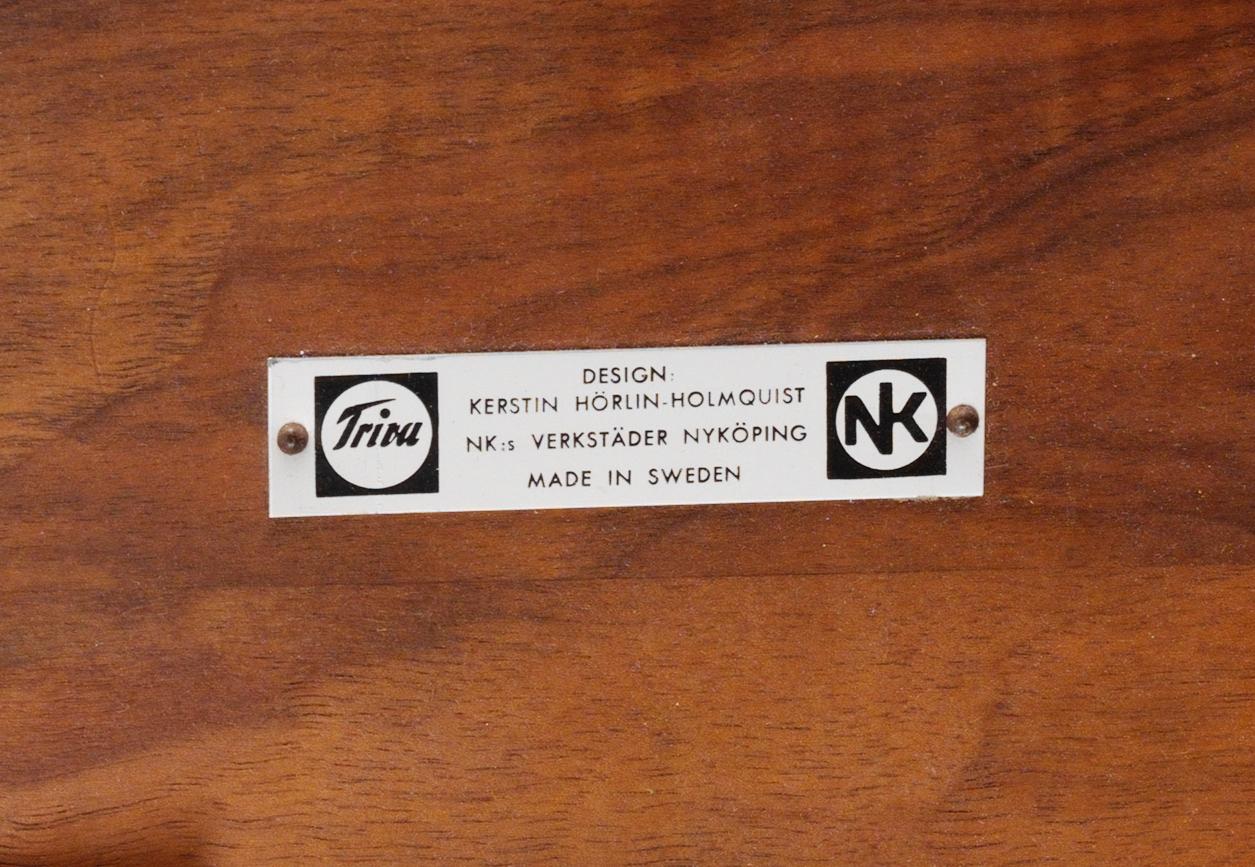 Triva
DESIGN:
KERSTIN HÖRLIN-HOLMQUIST
NK:s VERKSTÄDER NYKÖPING
MADE IN SWEDEN
NK